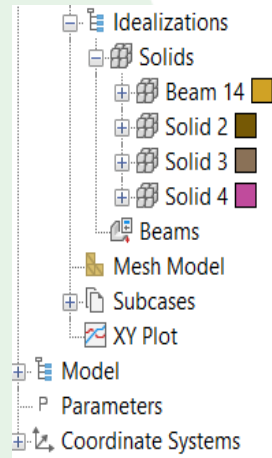 Idealizations
Solids
Beam 14
Solid 2
Solid 3
Solid 4
Beams
Mesh Model
Subcases
XY Plot
Model
P Parameters
Coordinate Systems